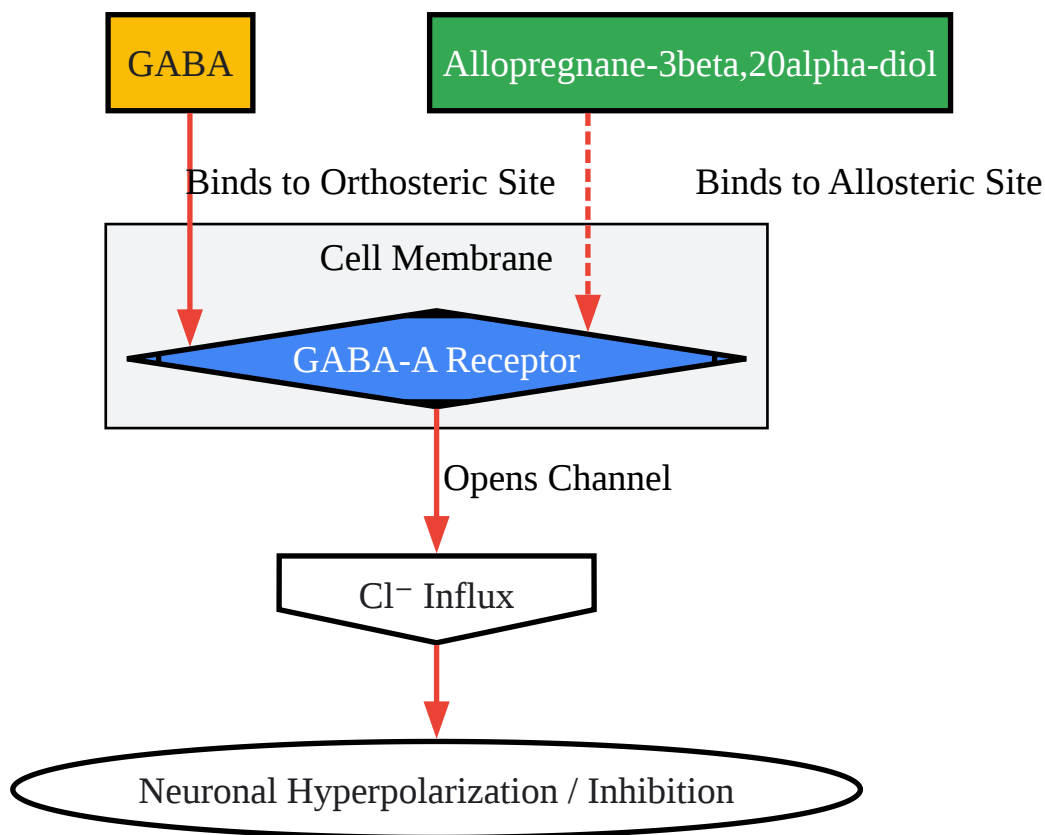 GABA
Allopregnane-3beta,20alpha-diol
Binds to Orthosteric Site
Binds to Allosteric Site
Cell Membrane
GABA-A Receptor
Opens Channel
Cl⁻ Influx
Neuronal Hyperpolarization / Inhibition